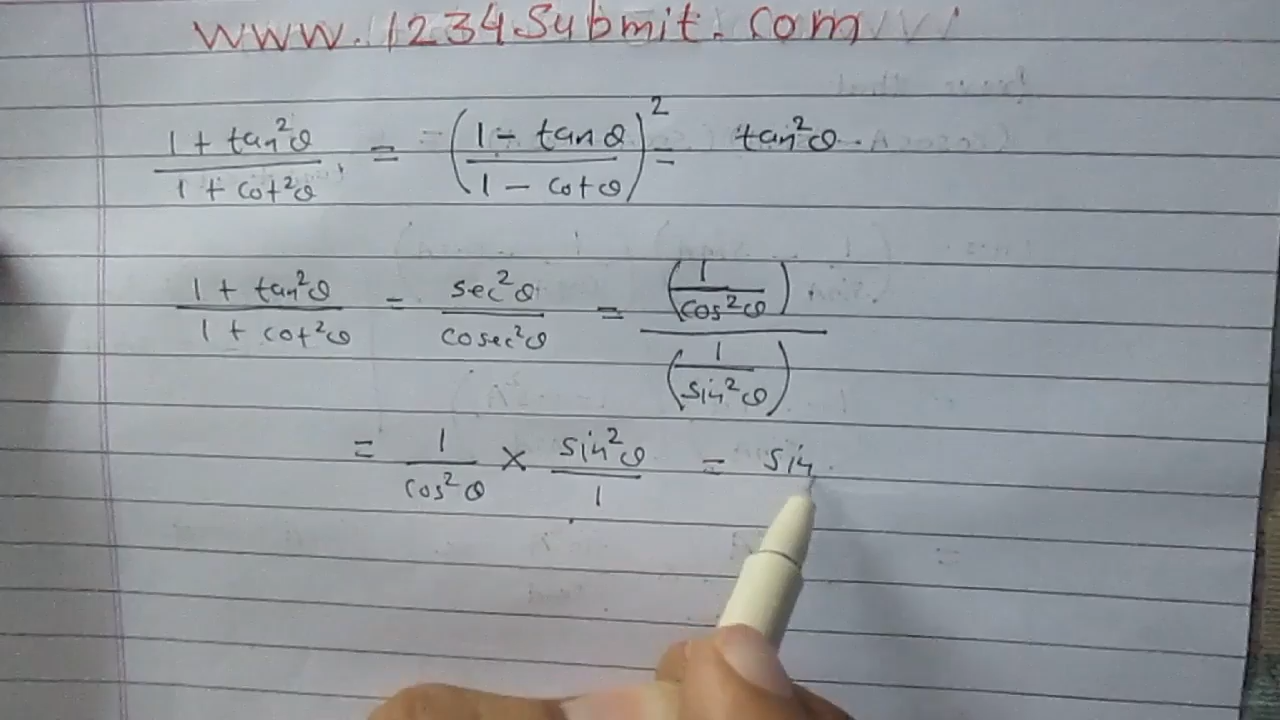 www.1234Submit.com
(1 + tan²θ)/(1 + cot²θ) = ((1 - tanθ)/(1 - cotθ))² = tan²θ.
(1 + tan²θ)/(1 + cot²θ) = sec²θ/cosec²θ = (1/cos²θ)/(1/sin²θ)
= 1/cos²θ × sin²θ/1 = sin